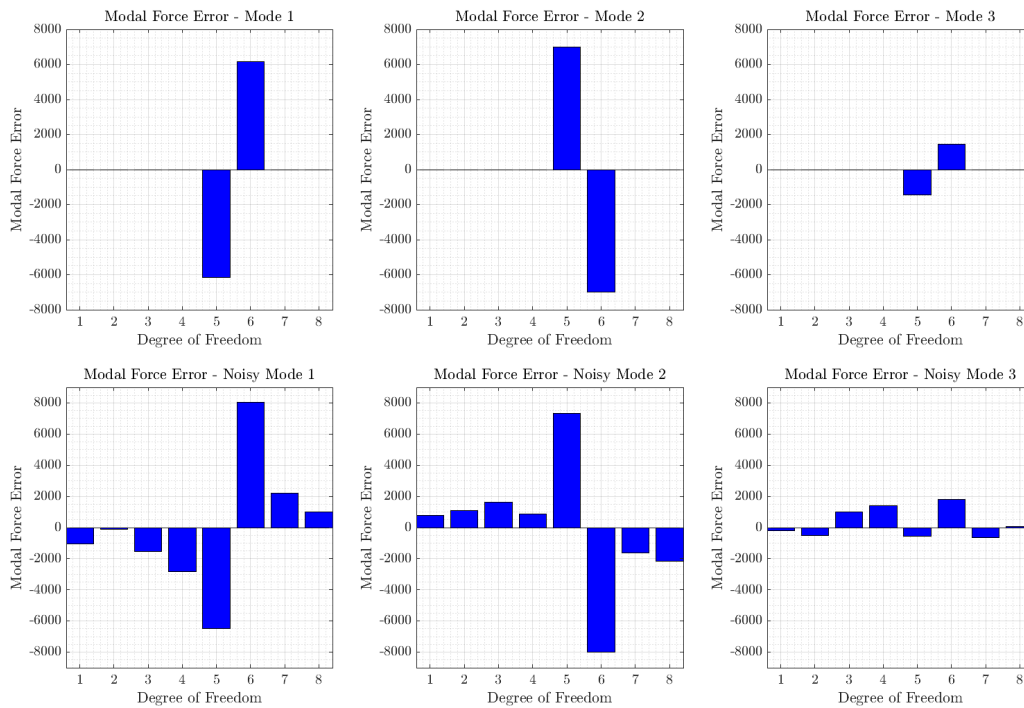 Modal Force Error - Mode 1
Modal Force Error
8000
6000
4000
2000
0
-2000
-4000
-6000
-8000
1 2 3 4 5 6 7 8
Degree of Freedom
Modal Force Error - Mode 2
Modal Force Error
8000
6000
4000
2000
0
-2000
-4000
-6000
-8000
1 2 3 4 5 6 7 8
Degree of Freedom
Modal Force Error - Mode 3
Modal Force Error
8000
6000
4000
2000
0
-2000
-4000
-6000
-8000
1 2 3 4 5 6 7 8
Degree of Freedom
Modal Force Error - Noisy Mode 1
Modal Force Error
8000
6000
4000
2000
0
-2000
-4000
-6000
-8000
1 2 3 4 5 6 7 8
Degree of Freedom
Modal Force Error - Noisy Mode 2
Modal Force Error
8000
6000
4000
2000
0
-2000
-4000
-6000
-8000
1 2 3 4 5 6 7 8
Degree of Freedom
Modal Force Error - Noisy Mode 3
Modal Force Error
8000
6000
4000
2000
0
-2000
-4000
-6000
-8000
1 2 3 4 5 6 7 8
Degree of Freedom